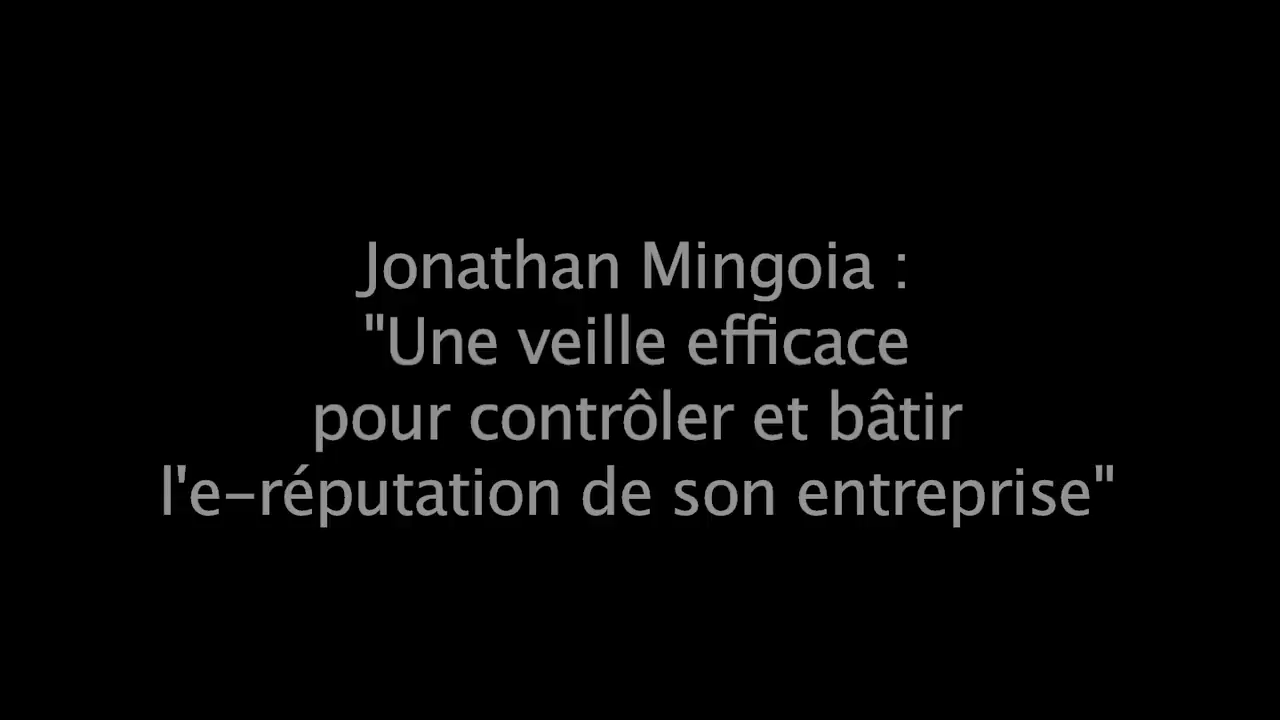 Jonathan Mingoia :
"Une veille efficace
pour contrôler et bâtir
l'e-réputation de son entreprise"